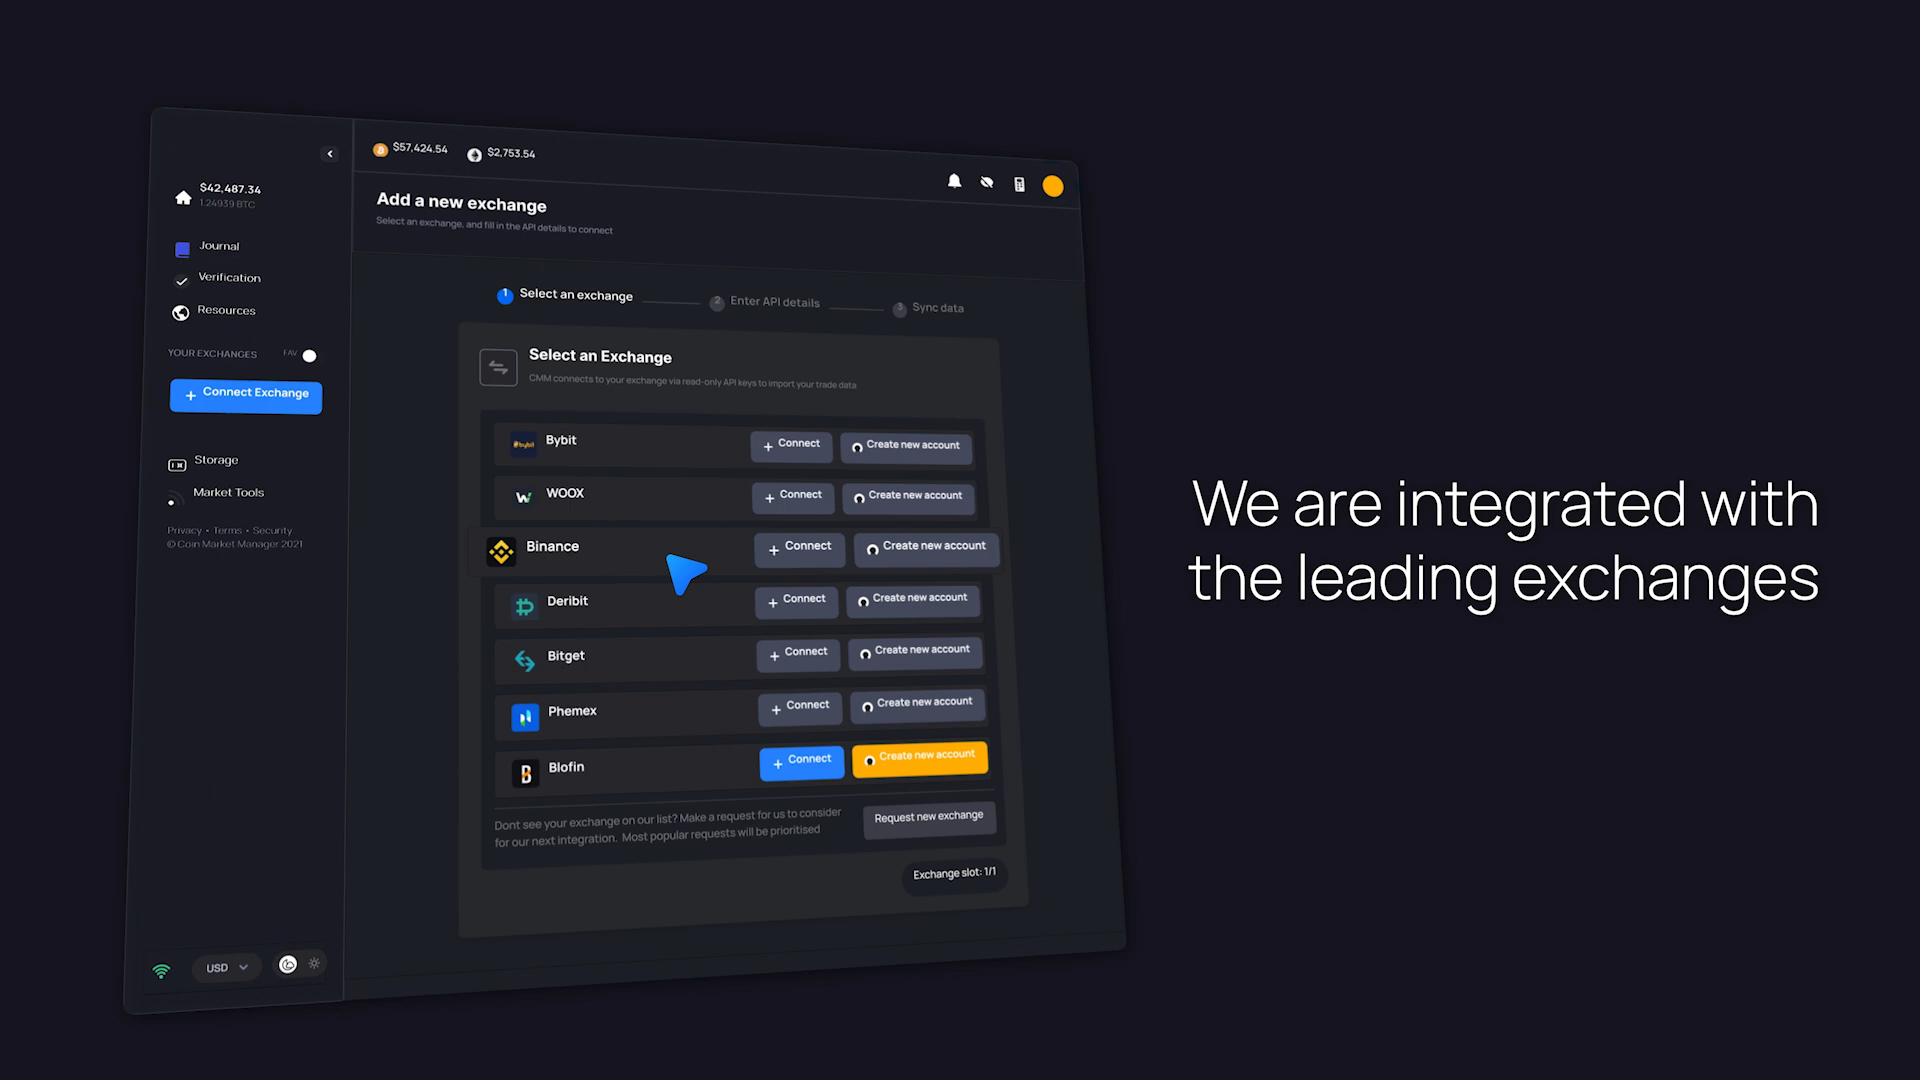 $57,424.54
$2,753.54
$42,487.34
1.24939 BTC
Journal
Verification
Resources
YOUR EXCHANGES
FAV
Connect Exchange
Storage
Market Tools
Privacy • Terms • Security
© Coin Market Manager 2021
USD
Add a new exchange
Select an exchange, and fill in the API details to connect
1 Select an exchange
2 Enter API details
3 Sync data
Select an Exchange
CMM connects to your exchange via read-only API keys to import your trade data
bybit Bybit + Connect Create new account
WOOX + Connect Create new account
Binance + Connect Create new account
Deribit + Connect Create new account
Bitget + Connect Create new account
Phemex + Connect Create new account
Blofin + Connect Create new account
Dont see your exchange on our list? Make a request for us to consider
for our next integration. Most popular requests will be prioritised
Request new exchange
Exchange slot: 1/1
We are integrated with
the leading exchanges